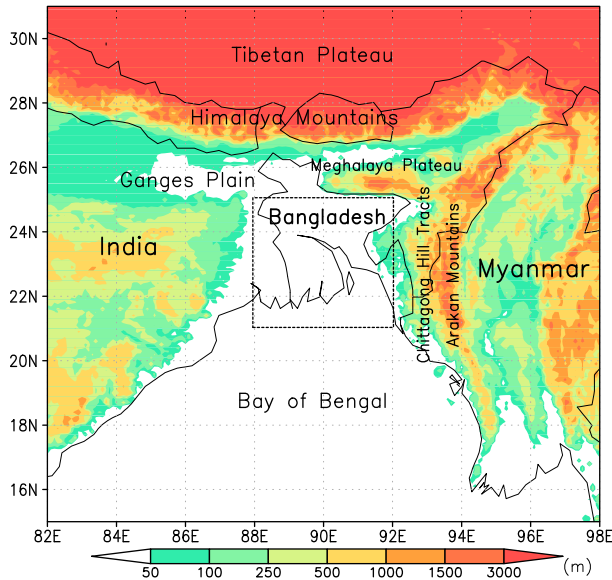 30N
Tibetan Plateau
28N
Himalaya Mountains
26N
Meghalaya Plateau
Ganges Plain
Bangladesh
24N
India
Chittagong Hill Tracts
Arakan Mountains
Myanmar
22N
20N
Bay of Bengal
18N
16N
82E 84E 86E 88E 90E 92E 94E 96E 98E
50 100 250 500 1000 1500 3000 (m)